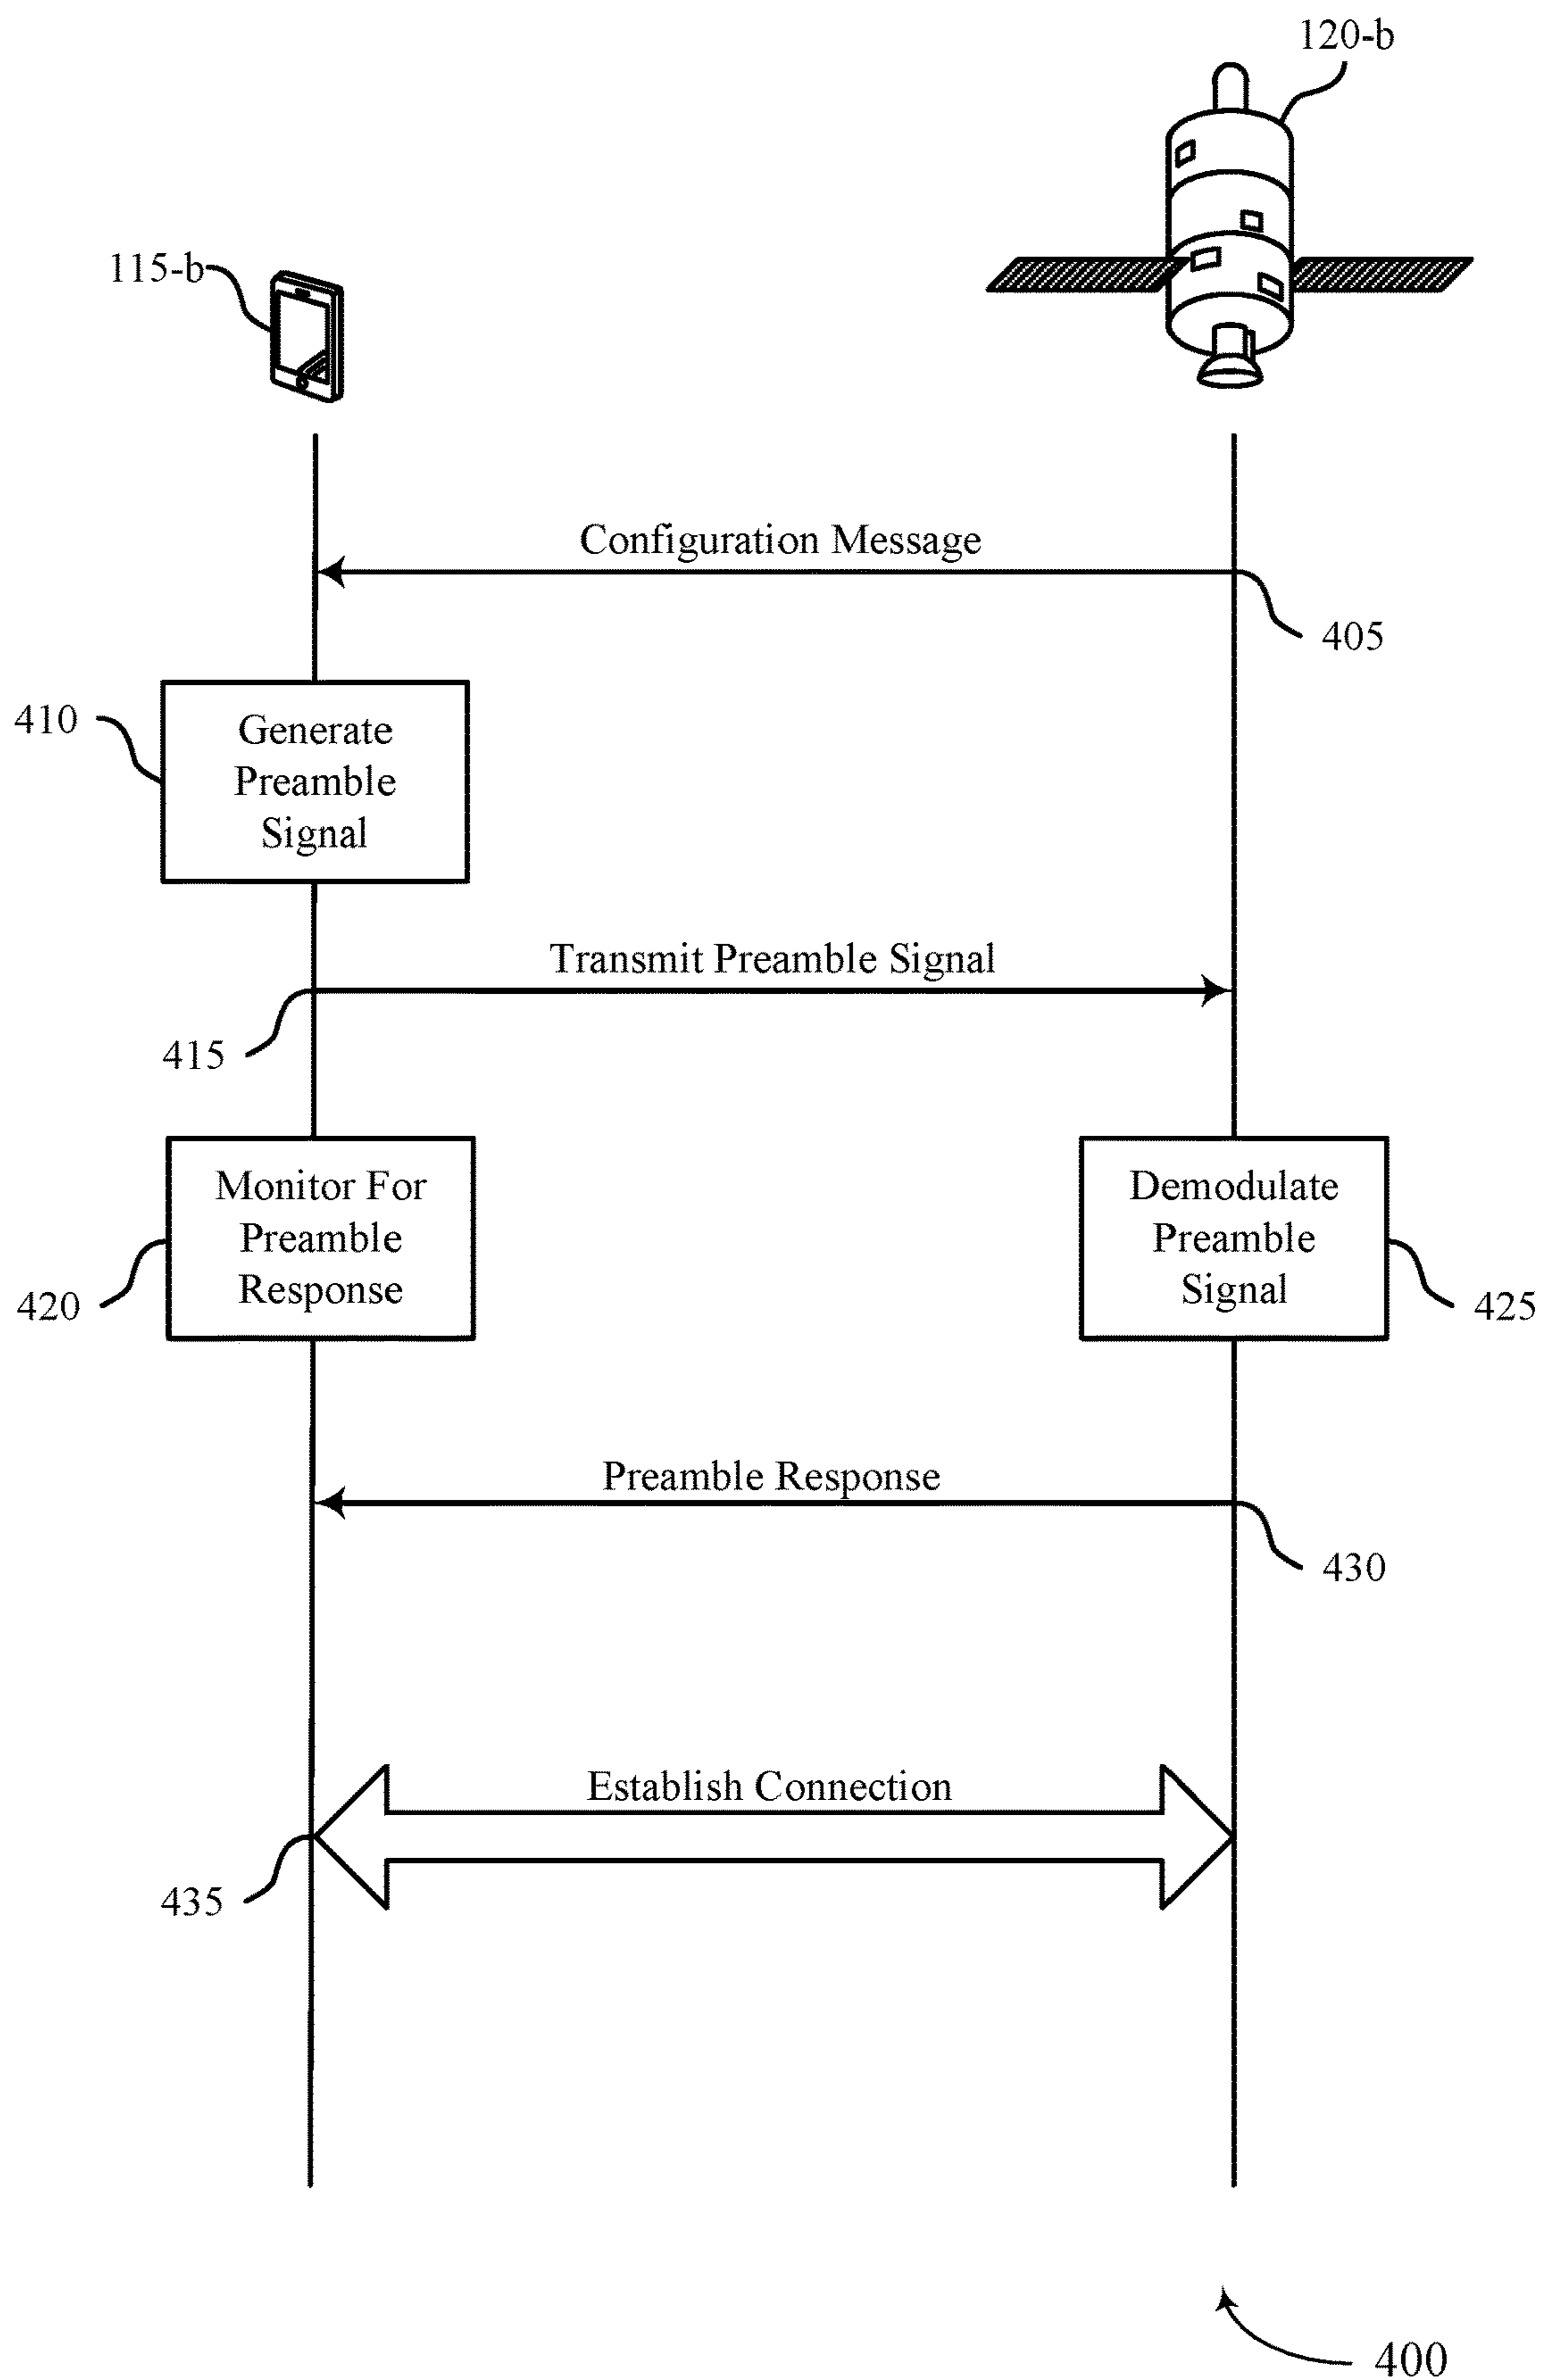 120-b
115-b
Configuration Message
405
410
Generate
Preamble
Signal
Transmit Preamble Signal
415
Monitor For
Preamble
Response
420
Demodulate
Preamble
Signal
425
Preamble Response
430
Establish Connection
435
400